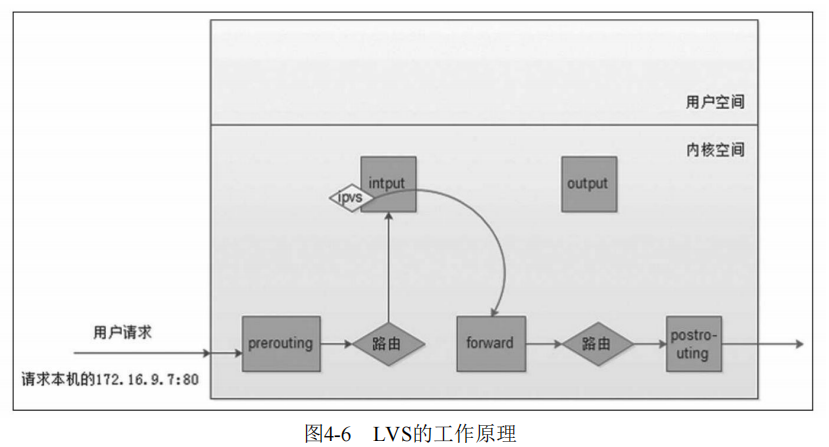 用户空间
内核空间
intput
output
ipvs
用户请求
prerouting
路由
forward
路由
postro-
uting
请求本机的172.16.9.7:80
图4-6 LVS的工作原理